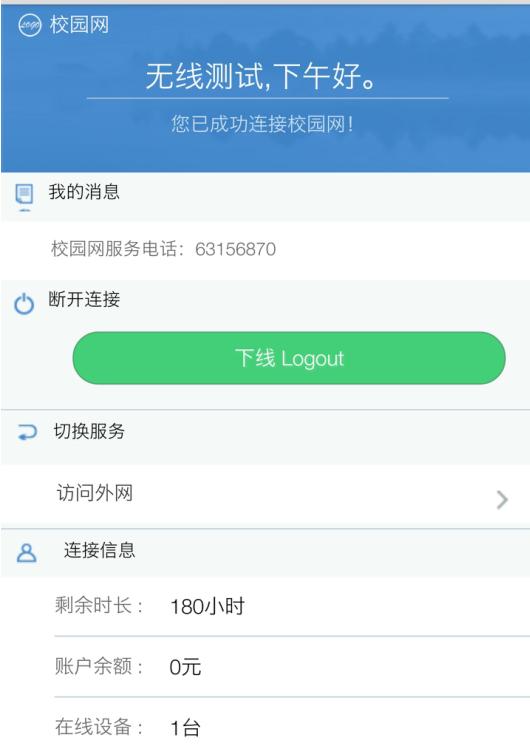 LOGO 校园网
无线测试,下午好。
您已成功连接校园网!
我的消息
校园网服务电话：63156870
断开连接
下线 Logout
切换服务
访问外网
连接信息
剩余时长： 180小时
账户余额： 0元
在线设备： 1台